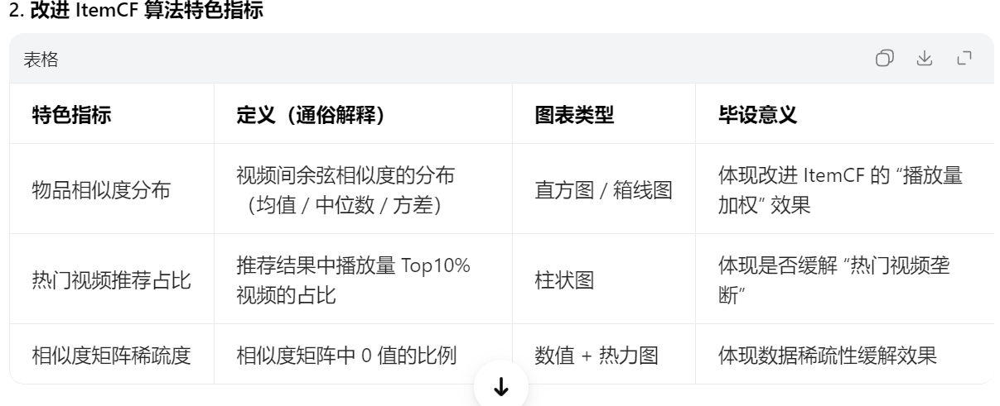 2. 改进 ItemCF 算法特色指标
表格
特色指标
定义（通俗解释）
图表类型
毕设意义
物品相似度分布
视频间余弦相似度的分布
（均值 / 中位数 / 方差）
直方图 / 箱线图
体现改进 ItemCF 的 “播放量
加权” 效果
热门视频推荐占比
推荐结果中播放量 Top10%
视频的占比
柱状图
体现是否缓解 “热门视频垄
断”
相似度矩阵稀疏度
相似度矩阵中 0 值的比例
数值 + 热力图
体现数据稀疏性缓解效果